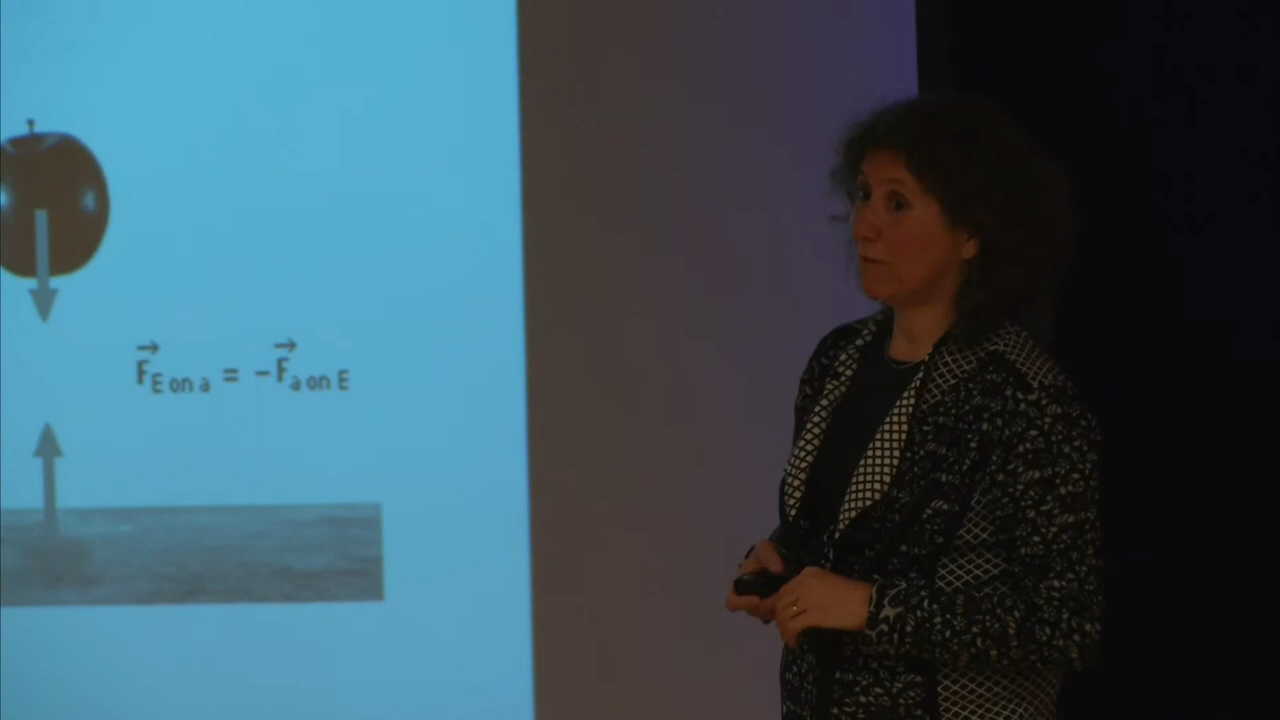 F⃗E on a = −F⃗a on E